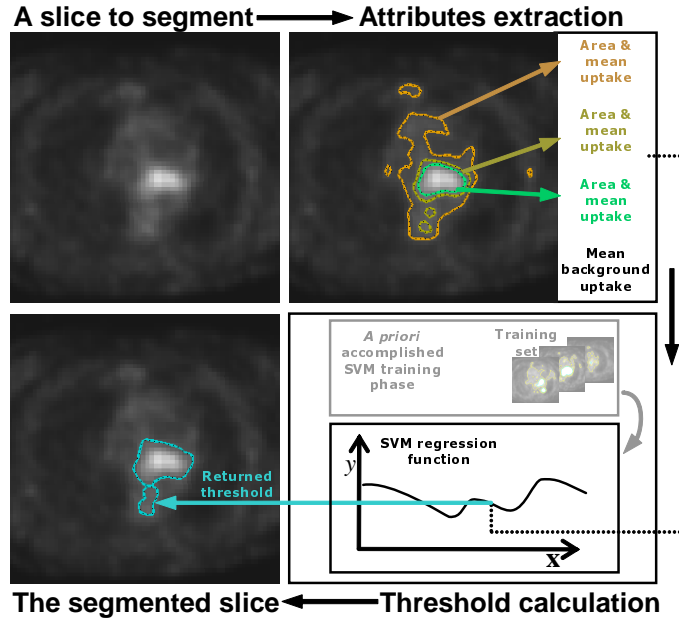 A slice to segment
Attributes extraction
Area &
mean
uptake
Area &
mean
uptake
Area &
mean
uptake
Mean
background
uptake
A priori
accomplished
SVM training
phase
Training
set
SVM regression
function
y
x
Returned
threshold
The segmented slice
Threshold calculation